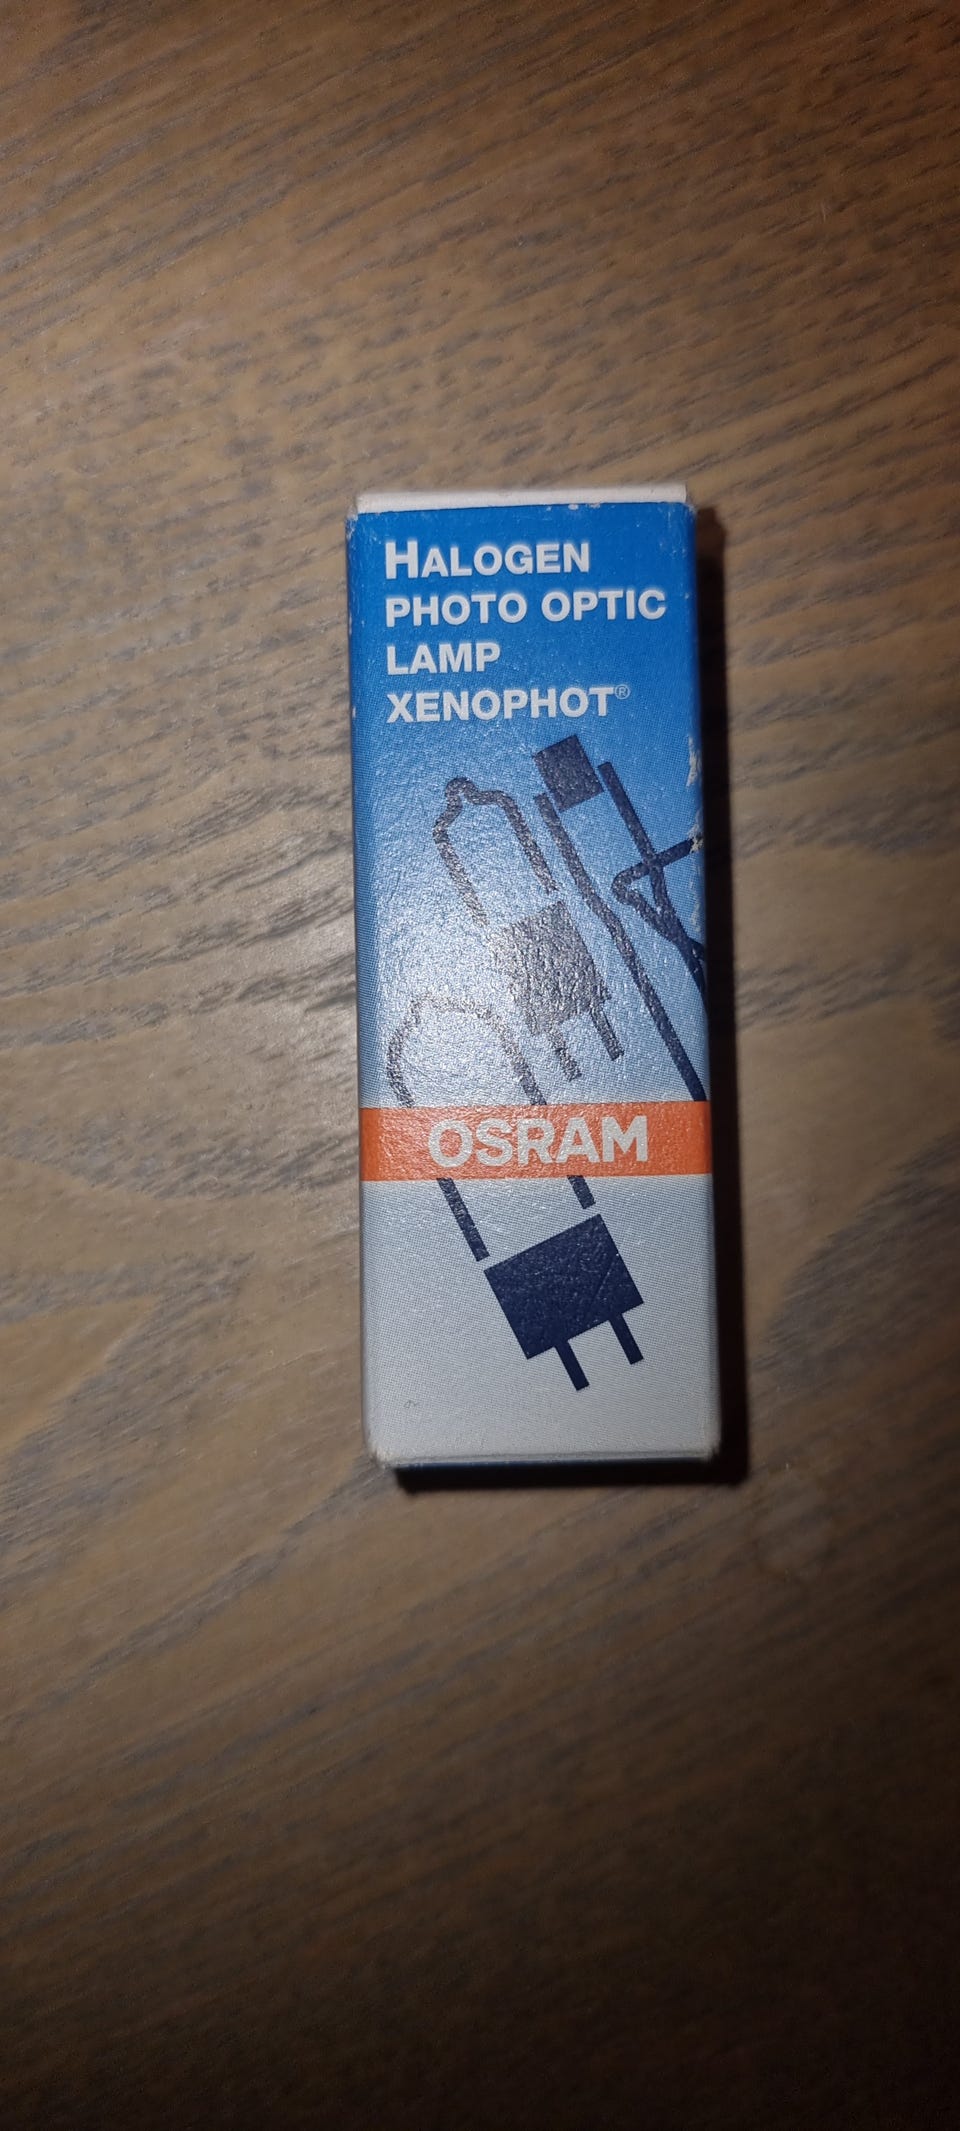 HALOGEN
PHOTO OPTIC
LAMP
XENOPHOT®
OSRAM